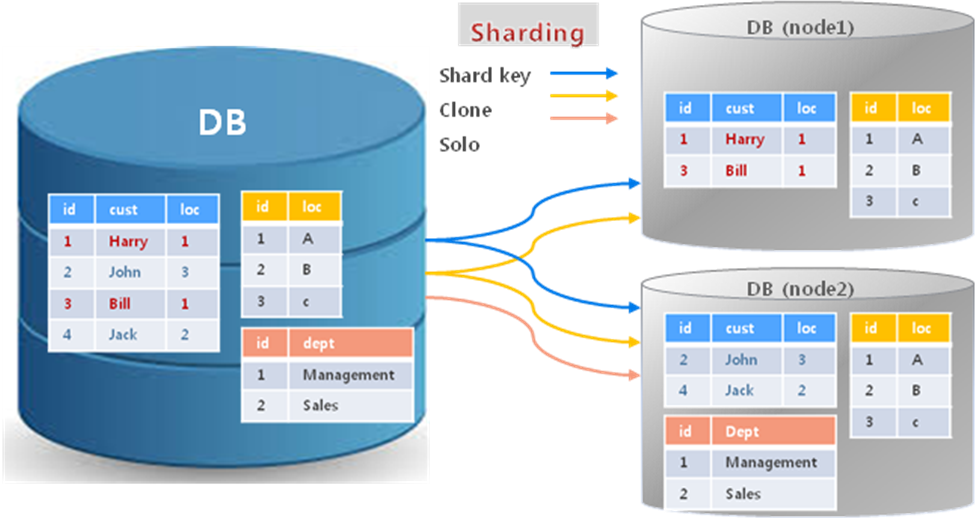 Sharding
Shard key
Clone
Solo
DB
id cust loc
1 Harry 1
2 John 3
3 Bill 1
4 Jack 2
id loc
1 A
2 B
3 c
id dept
1 Management
2 Sales
DB (node1)
id cust loc
1 Harry 1
3 Bill 1
id loc
1 A
2 B
3 c
DB (node2)
id cust loc
2 John 3
4 Jack 2
id loc
1 A
2 B
3 c
id Dept
1 Management
2 Sales